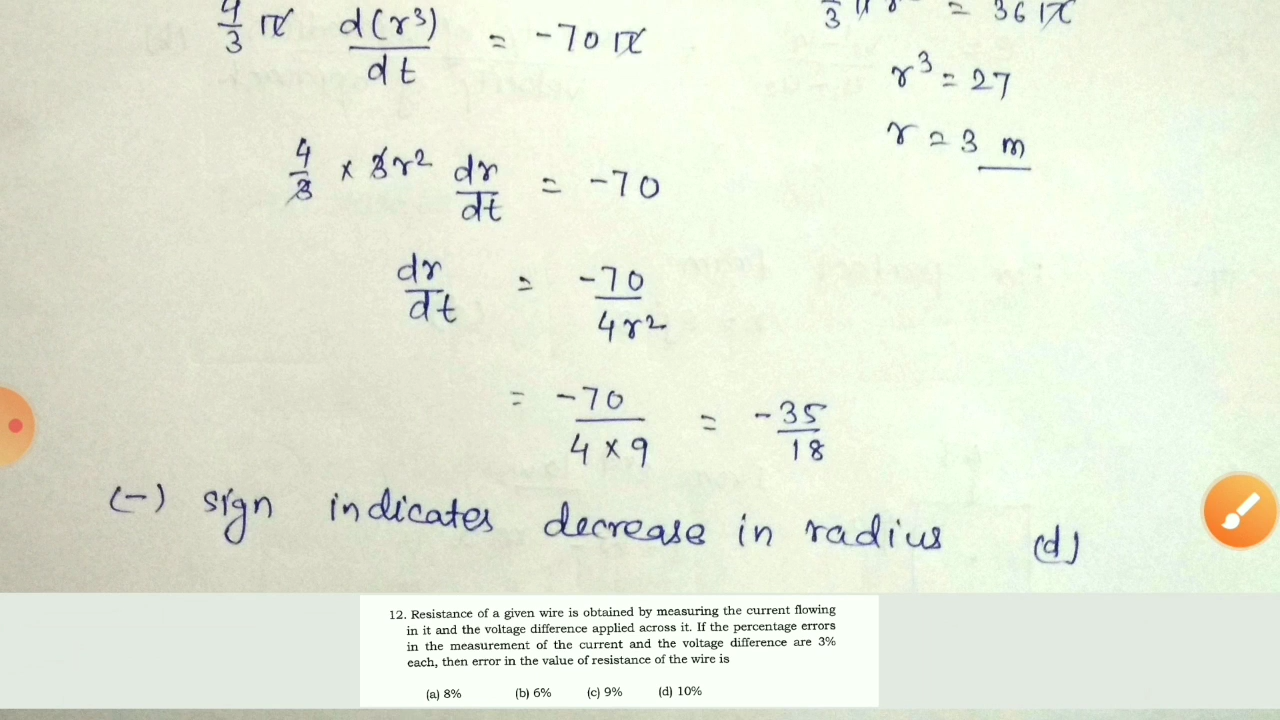 4/3 π d(r³)/dt = -70 π
/3 π r³ = 36 π
r³ = 27
r = 3 m
4/3 × 3r² dr/dt = -70
dr/dt = -70/4r²
= -70/4×9 = -35/18
(-) sign indicates decrease in radius (d)
12. Resistance of a given wire is obtained by measuring the current flowing
in it and the voltage difference applied across it. If the percentage errors
in the measurement of the current and the voltage difference are 3%
each, then error in the value of resistance of the wire is
(a) 8% (b) 6% (c) 9% (d) 10%